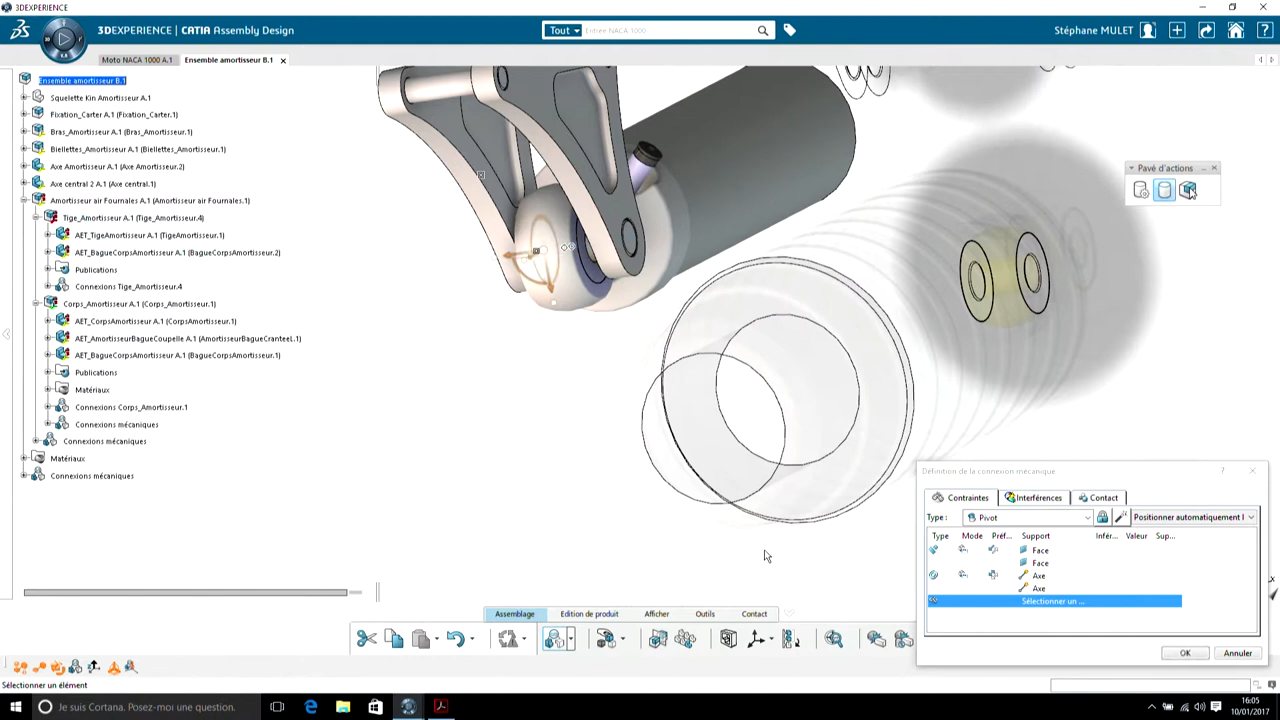 3DEXPERIENCE
3DEXPERIENCE | CATIA Assembly Design
Tout
Entrée NACA 1000
Stéphane MULET
Moto NACA 1000 A.1
Ensemble amortisseur B.1
Ensemble amortisseur B.1
Squelette Kin Amortisseur A.1
Fixation_Carter A.1 (Fixation_Carter.1)
Bras_Amortisseur A.1 (Bras_Amortisseur.1)
Biellettes_Amortisseur A.1 (Biellettes_Amortisseur.1)
Axe Amortisseur A.1 (Axe Amortisseur.2)
Axe central 2 A.1 (Axe central.1)
Amortisseur air Fournales A.1 (Amortisseur air Fournales.1)
Tige_Amortisseur A.1 (Tige_Amortisseur.4)
AET_TigeAmortisseur A.1 (TigeAmortisseur.1)
AET_BagueCorpsAmortisseur A.1 (BagueCorpsAmortisseur.2)
Publications
Connexions Tige_Amortisseur.4
Corps_Amortisseur A.1 (Corps_Amortisseur.1)
AET_CorpsAmortisseur A.1 (CorpsAmortisseur.1)
AET_AmortisseurBagueCoupelle A.1 (AmortisseurBagueCranteeL.1)
AET_BagueCorpsAmortisseur A.1 (BagueCorpsAmortisseur.1)
Publications
Matériaux
Connexions Corps_Amortisseur.1
Connexions mécaniques
Connexions mécaniques
Matériaux
Connexions mécaniques
Pavé d'actions
Définition de la connexion mécanique
Contraintes
Interférences
Contact
Type :
Pivot
Positionner automatiquement l
Type Mode Préf... Support Infér... Valeur Sup...
Face
Face
Axe
Axe
Sélectionner un ...
OK
Annuler
Assemblage
Edition de produit
Afficher
Outils
Contact
Sélectionner un élément
Je suis Cortana. Posez-moi une question.
16:05
10/01/2017